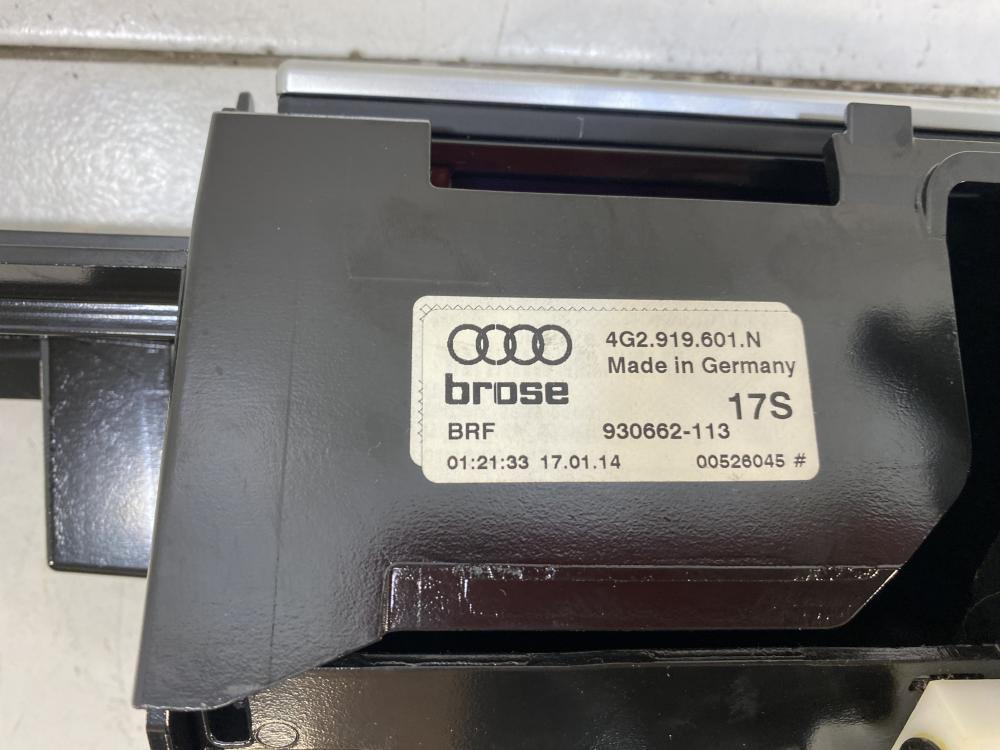 4G2.919.601.N
Made in Germany
brose
17S
BRF 930662-113
01:21:33 17.01.14 00526045 #